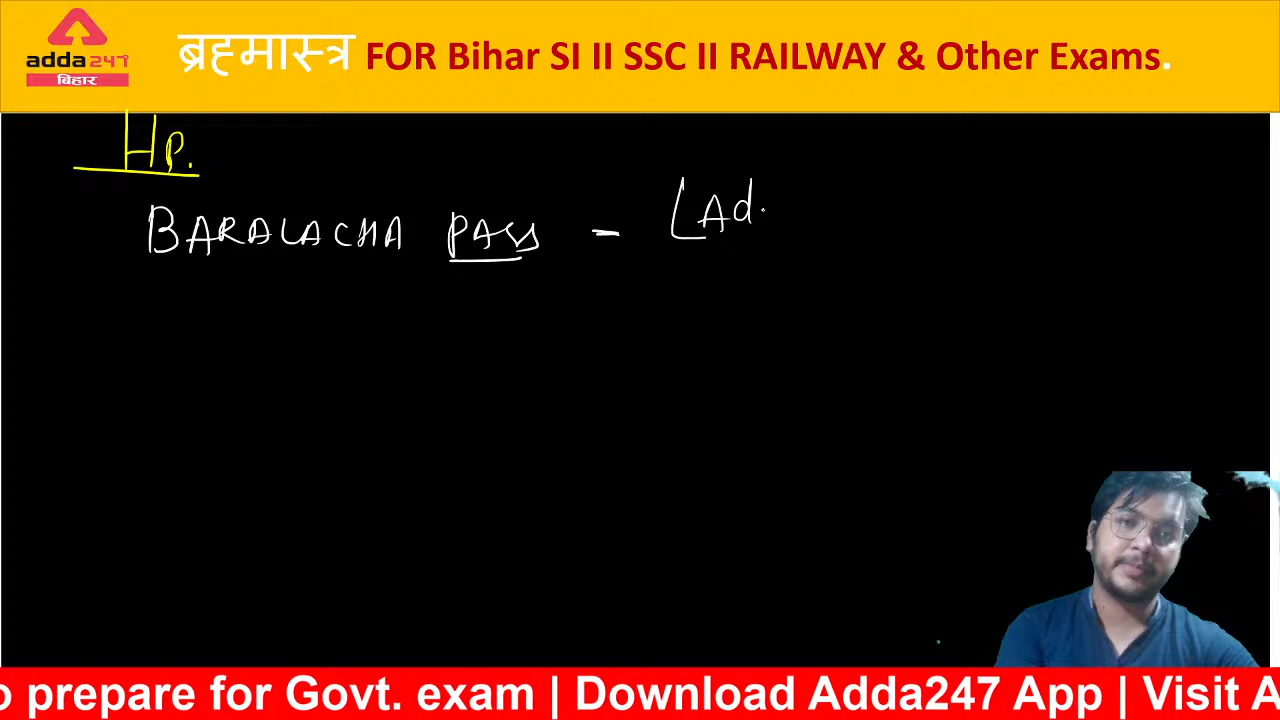 adda247
बिहार
ब्रह्मास्त्र FOR Bihar SI II SSC II RAILWAY & Other Exams.
HP.
BARALACHA PASS - LAd.
o prepare for Govt. exam | Download Adda247 App | Visit A